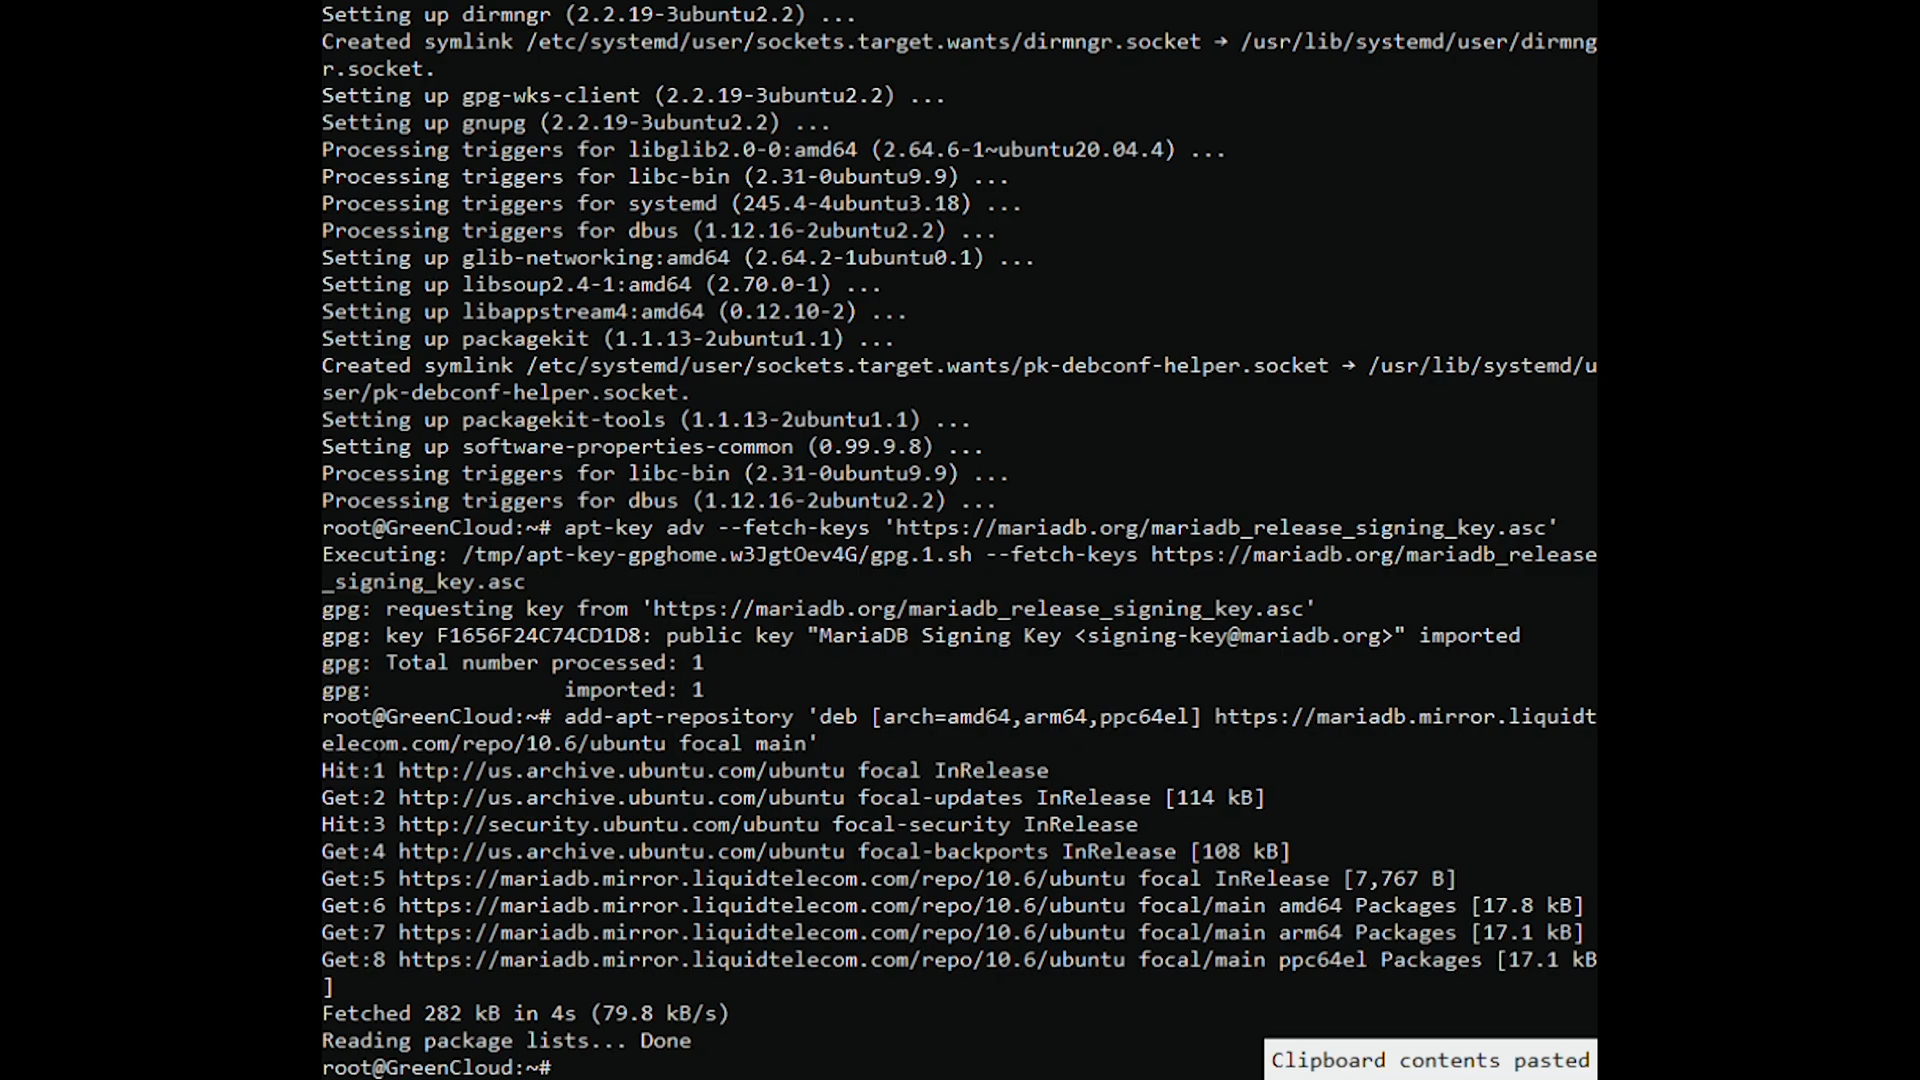 Setting up dirmngr (2.2.19-3ubuntu2.2) ...
Created symlink /etc/systemd/user/sockets.target.wants/dirmngr.socket → /usr/lib/systemd/user/dirmng
r.socket.
Setting up gpg-wks-client (2.2.19-3ubuntu2.2) ...
Setting up gnupg (2.2.19-3ubuntu2.2) ...
Processing triggers for libglib2.0-0:amd64 (2.64.6-1~ubuntu20.04.4) ...
Processing triggers for libc-bin (2.31-0ubuntu9.9) ...
Processing triggers for systemd (245.4-4ubuntu3.18) ...
Processing triggers for dbus (1.12.16-2ubuntu2.2) ...
Setting up glib-networking:amd64 (2.64.2-1ubuntu0.1) ...
Setting up libsoup2.4-1:amd64 (2.70.0-1) ...
Setting up libappstream4:amd64 (0.12.10-2) ...
Setting up packagekit (1.1.13-2ubuntu1.1) ...
Created symlink /etc/systemd/user/sockets.target.wants/pk-debconf-helper.socket → /usr/lib/systemd/u
ser/pk-debconf-helper.socket.
Setting up packagekit-tools (1.1.13-2ubuntu1.1) ...
Setting up software-properties-common (0.99.9.8) ...
Processing triggers for libc-bin (2.31-0ubuntu9.9) ...
Processing triggers for dbus (1.12.16-2ubuntu2.2) ...
root@GreenCloud:~# apt-key adv --fetch-keys 'https://mariadb.org/mariadb_release_signing_key.asc'
Executing: /tmp/apt-key-gpghome.w3JgtOev4G/gpg.1.sh --fetch-keys https://mariadb.org/mariadb_release
_signing_key.asc
gpg: requesting key from 'https://mariadb.org/mariadb_release_signing_key.asc'
gpg: key F1656F24C74CD1D8: public key "MariaDB Signing Key <signing-key@mariadb.org>" imported
gpg: Total number processed: 1
gpg:               imported: 1
root@GreenCloud:~# add-apt-repository 'deb [arch=amd64,arm64,ppc64el] https://mariadb.mirror.liquidt
elecom.com/repo/10.6/ubuntu focal main'
Hit:1 http://us.archive.ubuntu.com/ubuntu focal InRelease
Get:2 http://us.archive.ubuntu.com/ubuntu focal-updates InRelease [114 kB]
Hit:3 http://security.ubuntu.com/ubuntu focal-security InRelease
Get:4 http://us.archive.ubuntu.com/ubuntu focal-backports InRelease [108 kB]
Get:5 https://mariadb.mirror.liquidtelecom.com/repo/10.6/ubuntu focal InRelease [7,767 B]
Get:6 https://mariadb.mirror.liquidtelecom.com/repo/10.6/ubuntu focal/main amd64 Packages [17.8 kB]
Get:7 https://mariadb.mirror.liquidtelecom.com/repo/10.6/ubuntu focal/main arm64 Packages [17.1 kB]
Get:8 https://mariadb.mirror.liquidtelecom.com/repo/10.6/ubuntu focal/main ppc64el Packages [17.1 kB
]
Fetched 282 kB in 4s (79.8 kB/s)
Reading package lists... Done
root@GreenCloud:~#
Clipboard contents pasted